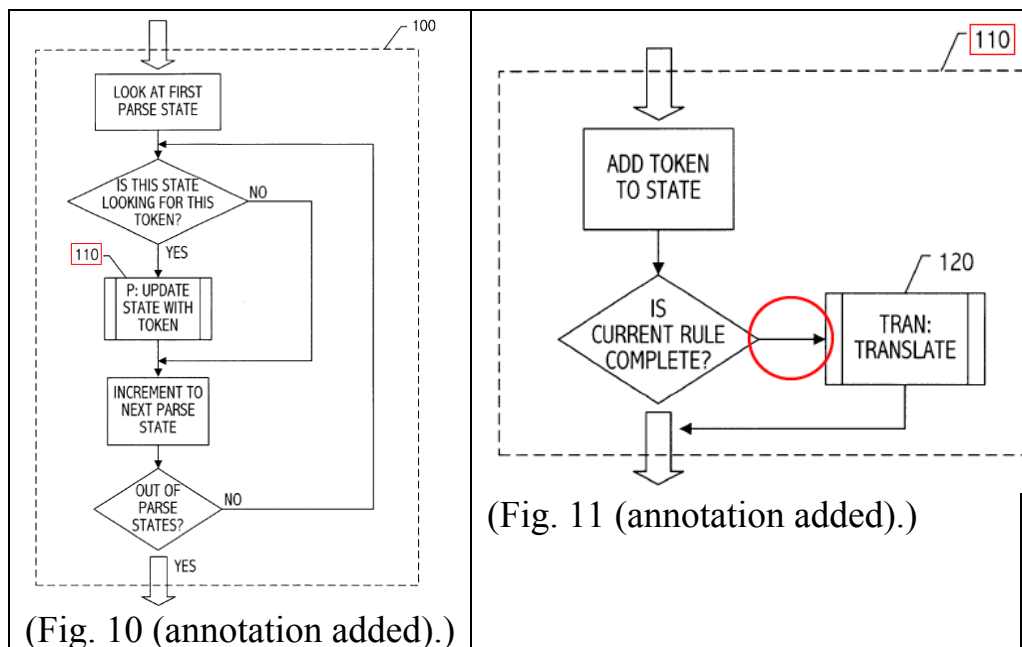 100
LOOK AT FIRST
PARSE STATE
IS THIS STATE
LOOKING FOR THIS
TOKEN?
NO
YES
110
P: UPDATE
STATE WITH
TOKEN
INCREMENT TO
NEXT PARSE
STATE
OUT OF
PARSE
STATES?
NO
YES
(Fig. 10 (annotation added).)
110
ADD TOKEN
TO STATE
IS
CURRENT RULE
COMPLETE?
120
TRAN:
TRANSLATE
(Fig. 11 (annotation added).)